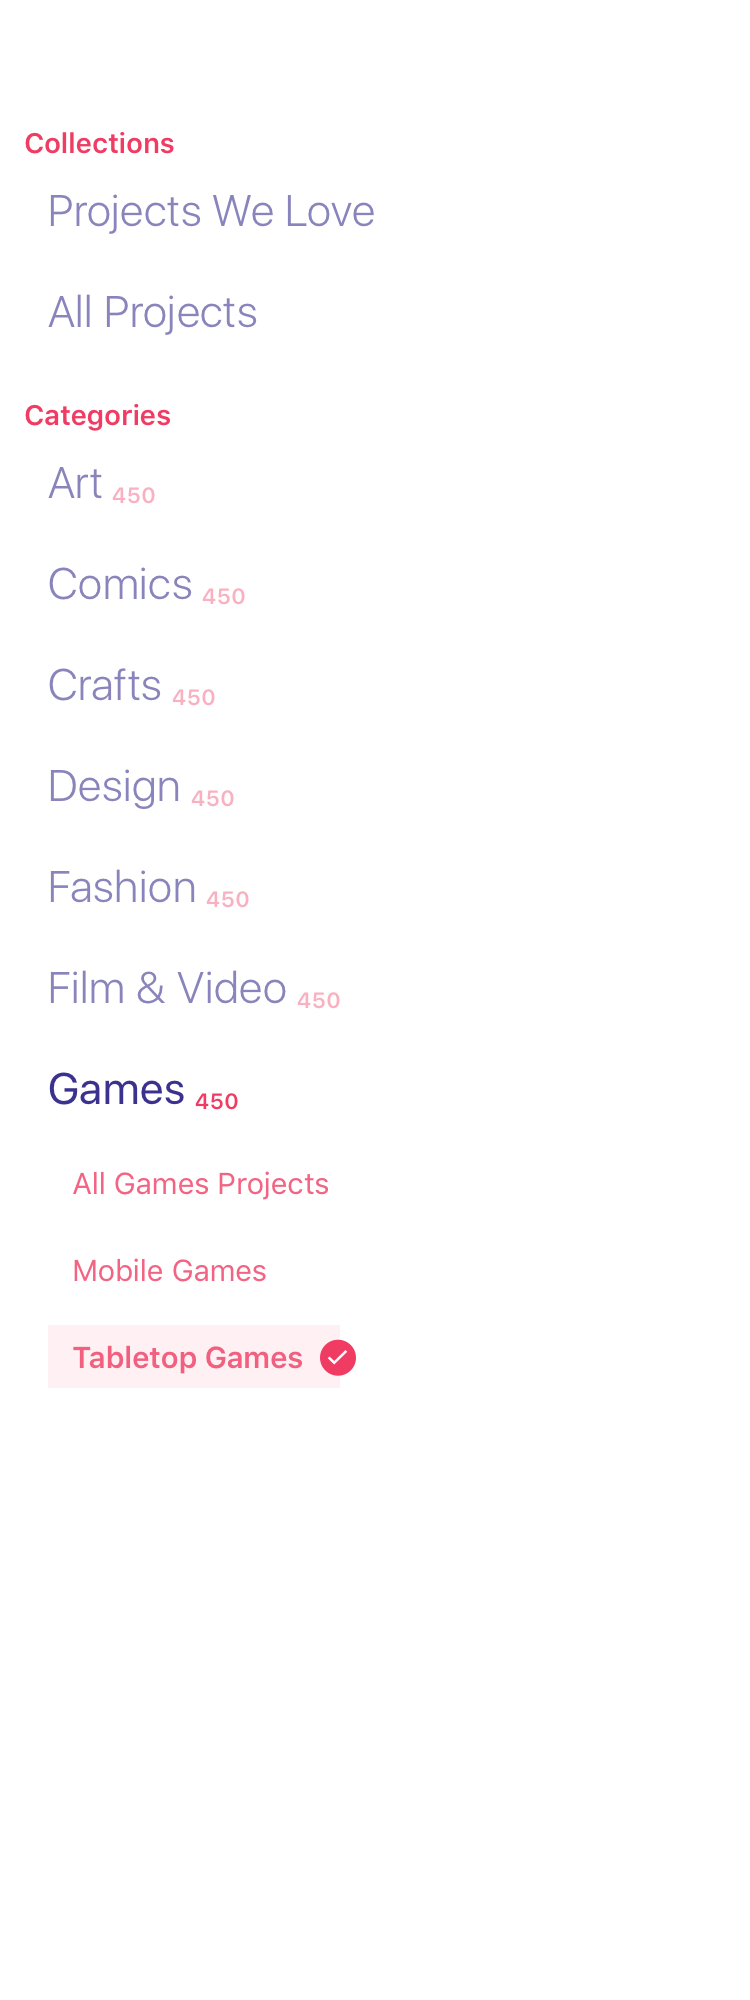 Collections
Projects We Love
All Projects
Categories
Art 450
Comics 450
Crafts 450
Design 450
Fashion 450
Film & Video 450
Games 450
All Games Projects
Mobile Games
Tabletop Games